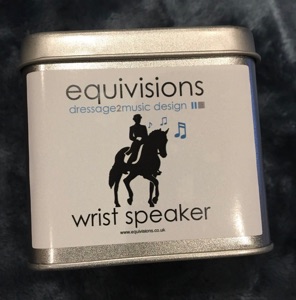 equivisions
dressage2music design
wrist speaker
www.equivisions.co.uk